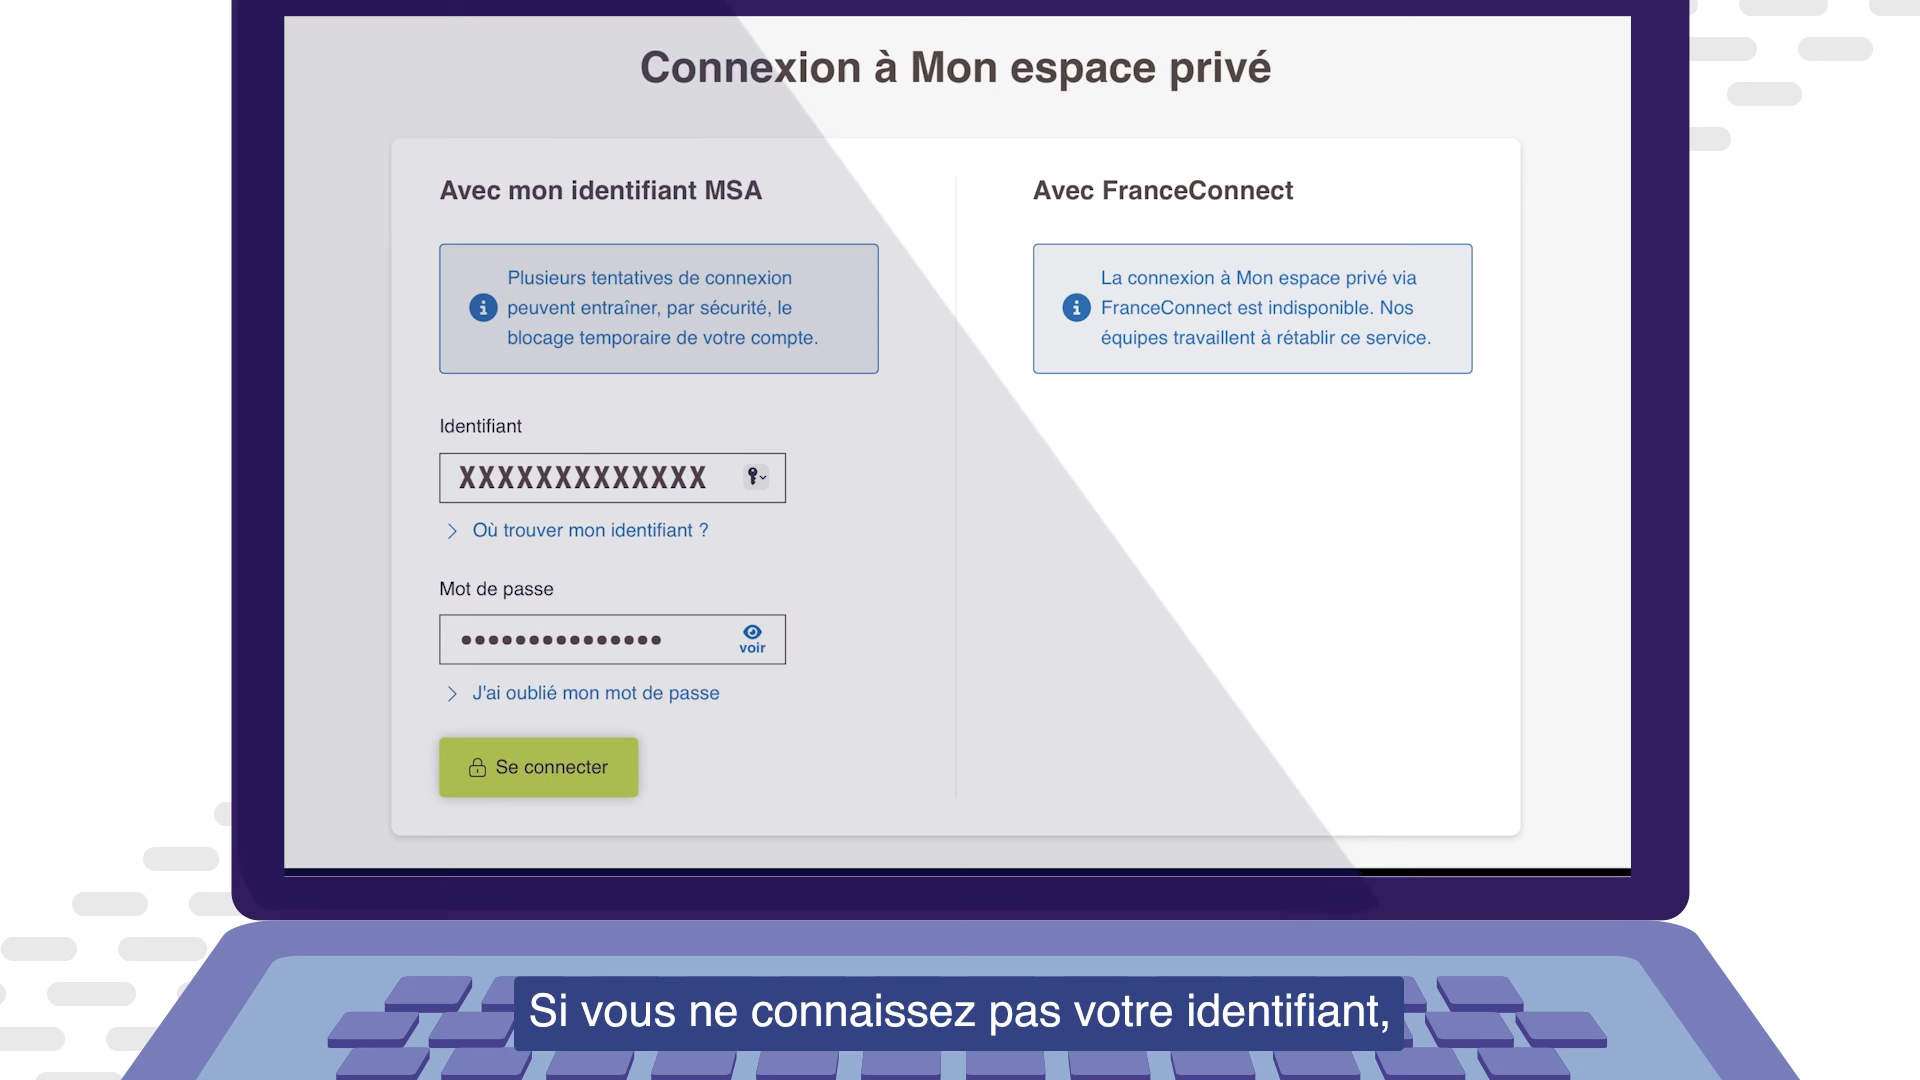 Connexion à Mon espace privé
Avec mon identifiant MSA
Plusieurs tentatives de connexion
peuvent entraîner, par sécurité, le
blocage temporaire de votre compte.
Identifiant
XXXXXXXXXXXXX
Où trouver mon identifiant ?
Mot de passe
●●●●●●●●●●●●●●●
voir
J'ai oublié mon mot de passe
Se connecter
Avec FranceConnect
La connexion à Mon espace privé via
FranceConnect est indisponible. Nos
équipes travaillent à rétablir ce service.
Si vous ne connaissez pas votre identifiant,